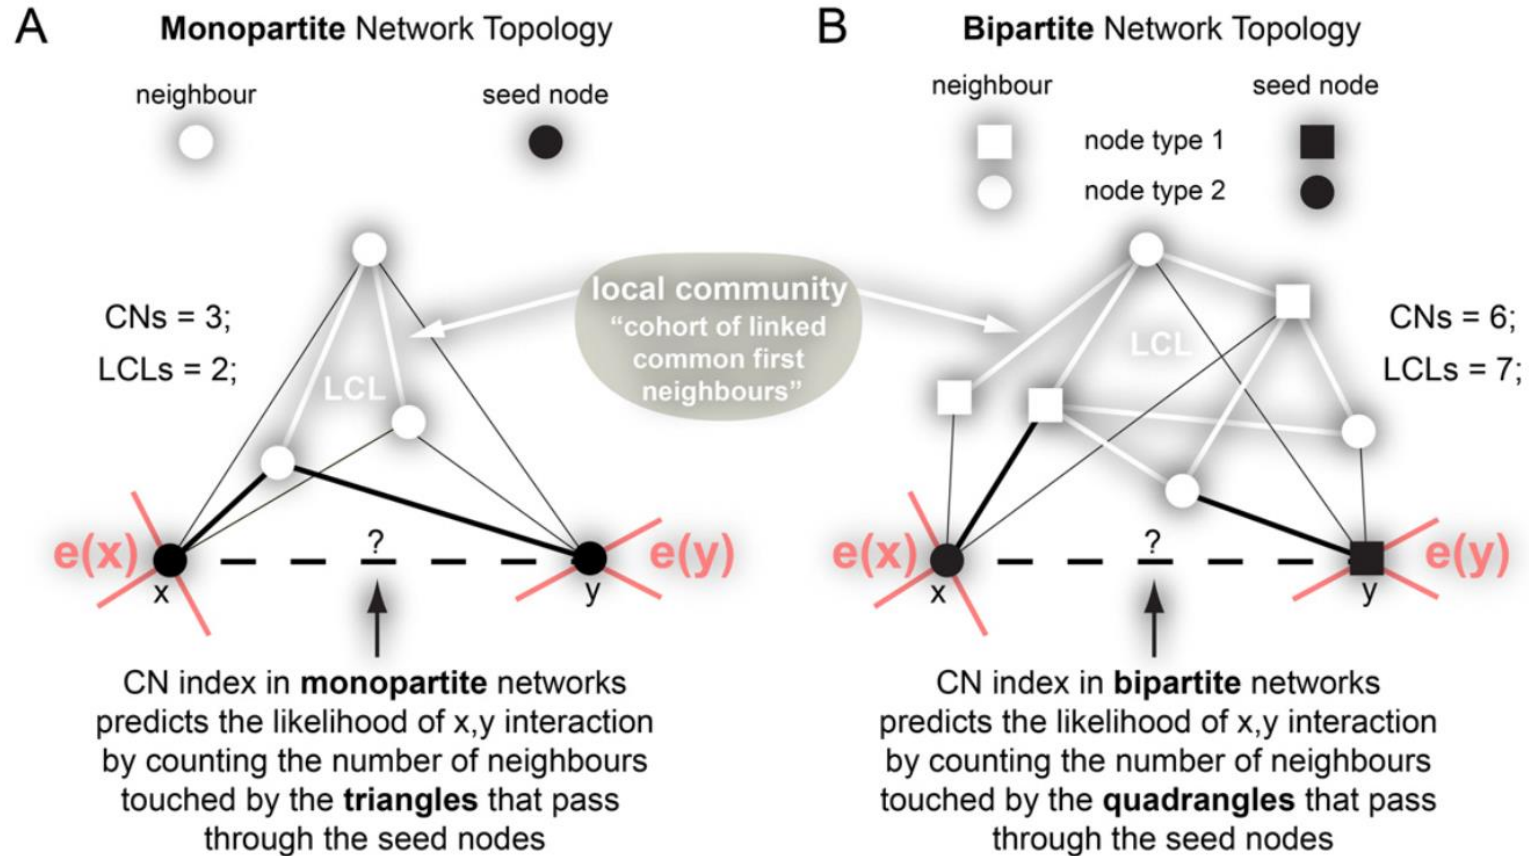 A
Monopartite Network Topology
neighbour
seed node
CNs = 3;
LCLs = 2;
LCL
e(x)
x
?
e(y)
y
CN index in monopartite networks
predicts the likelihood of x,y interaction
by counting the number of neighbours
touched by the triangles that pass
through the seed nodes
local community
“cohort of linked
common first
neighbours”
B
Bipartite Network Topology
neighbour
seed node
node type 1
node type 2
LCL
CNs = 6;
LCLs = 7;
e(x)
x
?
e(y)
y
CN index in bipartite networks
predicts the likelihood of x,y interaction
by counting the number of neighbours
touched by the quadrangles that pass
through the seed nodes